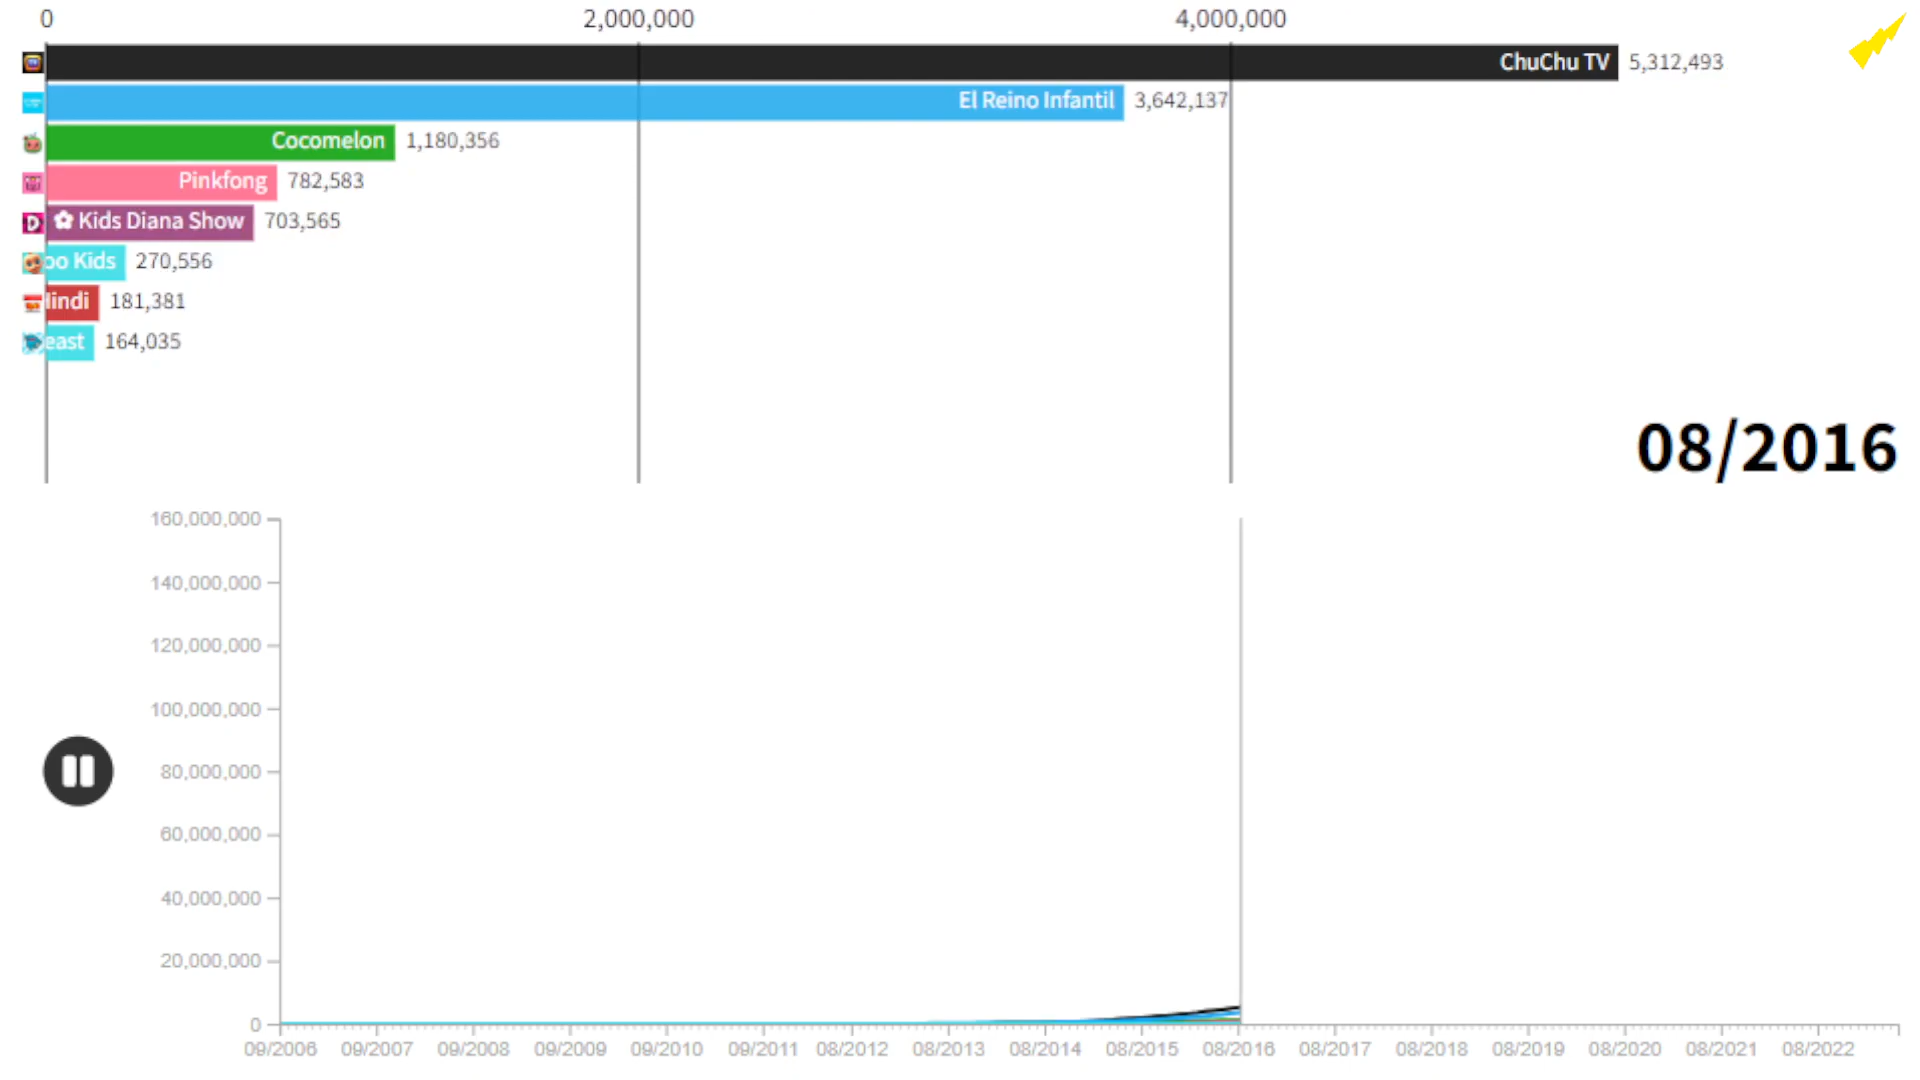 0 2,000,000 4,000,000
ChuChu TV 5,312,493
El Reino Infantil 3,642,137
Cocomelon 1,180,356
Pinkfong 782,583
D ✿ Kids Diana Show 703,565
oo Kids 270,556
indi 181,381
east 164,035
08/2016
160,000,000
140,000,000
120,000,000
100,000,000
80,000,000
60,000,000
40,000,000
20,000,000
0
09/2006 09/2007 09/2008 09/2009 09/2010 09/2011 08/2012 08/2013 08/2014 08/2015 08/2016 08/2017 08/2018 08/2019 08/2020 08/2021 08/2022